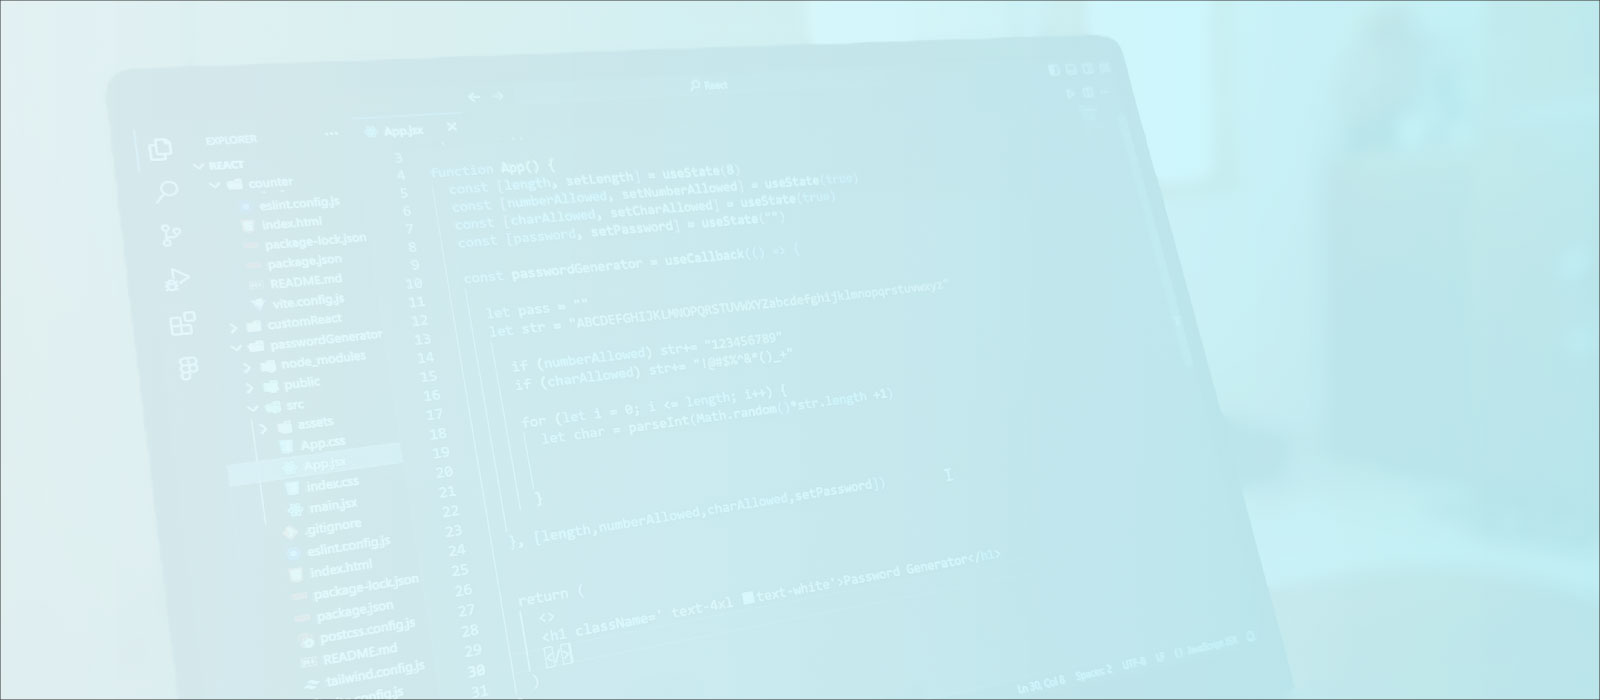 React
EXPLORER
REACT
counter
eslint.config.js
index.html
package-lock.json
package.json
README.md
vite.config.js
customReact
passwordGenerator
node_modules
public
src
assets
App.css
App.jsx
index.css
main.jsx
.gitignore
eslint.config.js
index.html
package-lock.json
package.json
postcss.config.js
README.md
tailwind.config.js
config.js
App.jsx
3
4 function App() {
5 const [length, setLength] = useState(8)
6 const [numberAllowed, setNumberAllowed] = useState(true)
7 const [charAllowed, setCharAllowed] = useState(true)
8 const [password, setPassword] = useState("")
9
10 const passwordGenerator = useCallback(() => {
11
12 let pass = ""
13 let str = "ABCDEFGHIJKLMNOPQRSTUVWXYZabcdefghijklmnopqrstuvwxyz"
14
15 if (numberAllowed) str+= "123456789"
16 if (charAllowed) str+=
17
18 for (let i = 0; i <= length; i++) {
19 let char = parseInt(Math.random()*str.length +1)
20
21
22 }
23
24 }, [length,numberAllowed,charAllowed,setPassword])
25
26
27 return (
28 <>
29 <h1 className=' text-4xl text-white'>Password Generator</h1>
30 </>
31 )
Ln 30, Col 8 Spaces: 2 UTF-8 LF {} JavaScript JSX